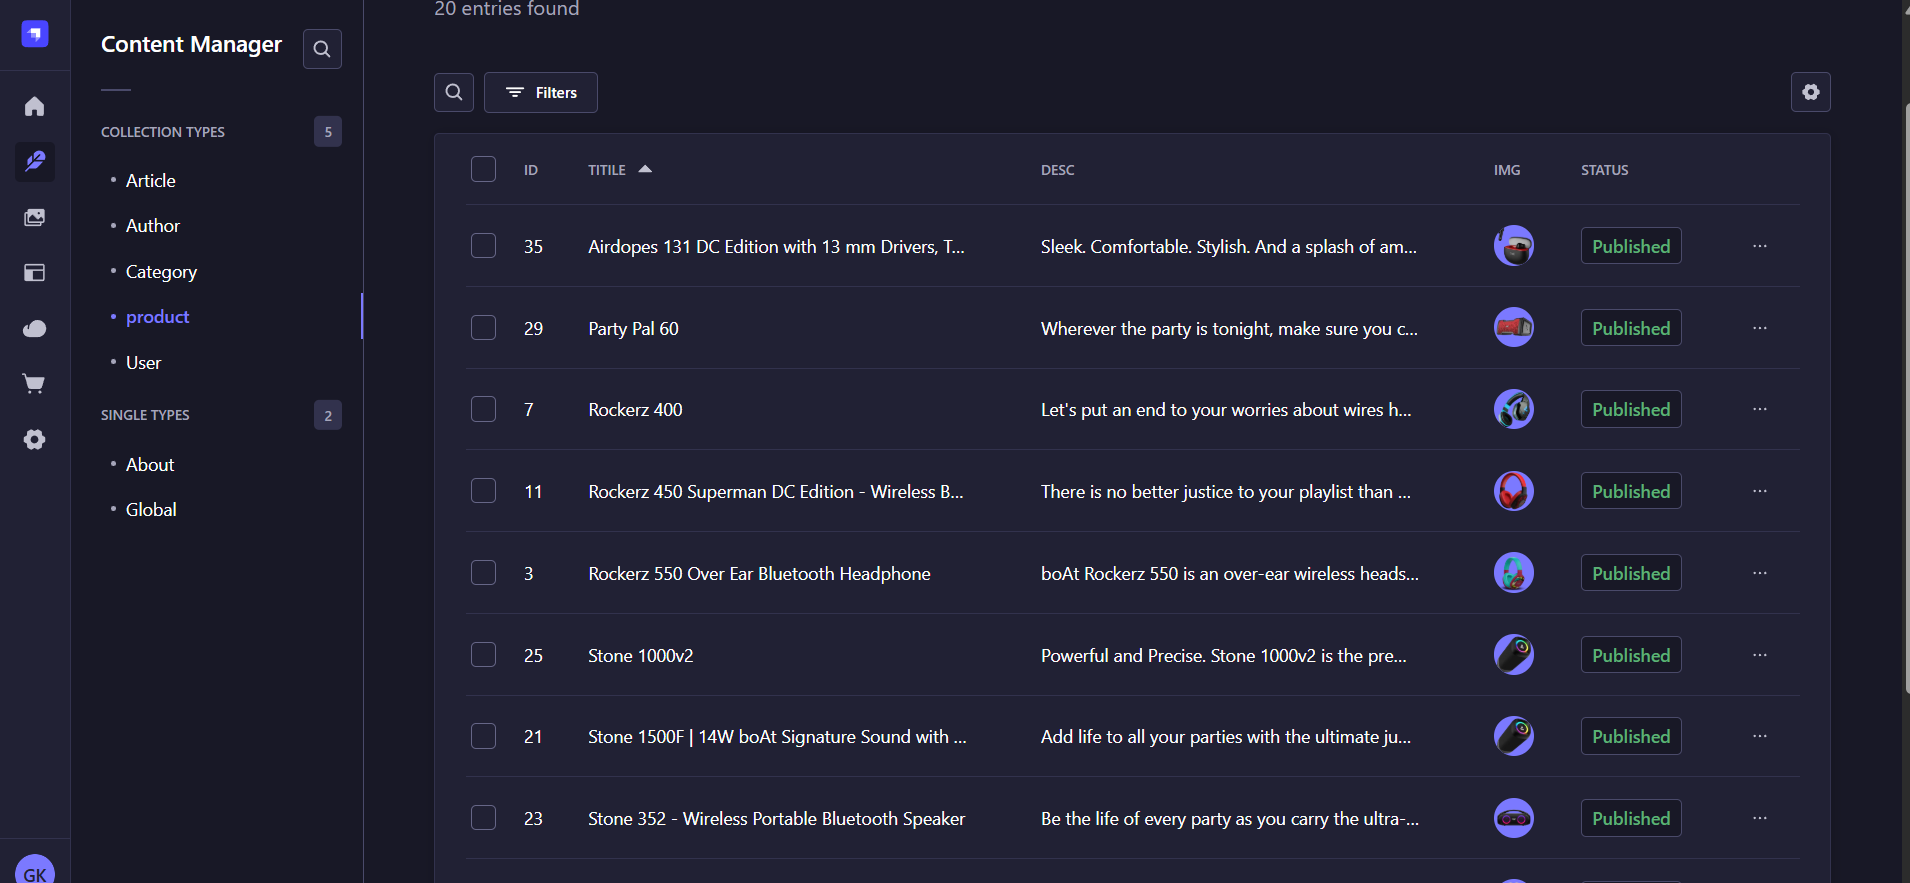 20 entries found
Content Manager
Filters
COLLECTION TYPES 5
Article
Author
Category
product
User
SINGLE TYPES 2
About
Global
ID TITILE DESC IMG STATUS
35 Airdopes 131 DC Edition with 13 mm Drivers, T... Sleek. Comfortable. Stylish. And a splash of am... Published
29 Party Pal 60 Wherever the party is tonight, make sure you c... Published
7 Rockerz 400 Let's put an end to your worries about wires h... Published
11 Rockerz 450 Superman DC Edition - Wireless B... There is no better justice to your playlist than ... Published
3 Rockerz 550 Over Ear Bluetooth Headphone boAt Rockerz 550 is an over-ear wireless heads... Published
25 Stone 1000v2 Powerful and Precise. Stone 1000v2 is the pre... Published
21 Stone 1500F | 14W boAt Signature Sound with ... Add life to all your parties with the ultimate ju... Published
23 Stone 352 - Wireless Portable Bluetooth Speaker Be the life of every party as you carry the ultra-... Published
GK